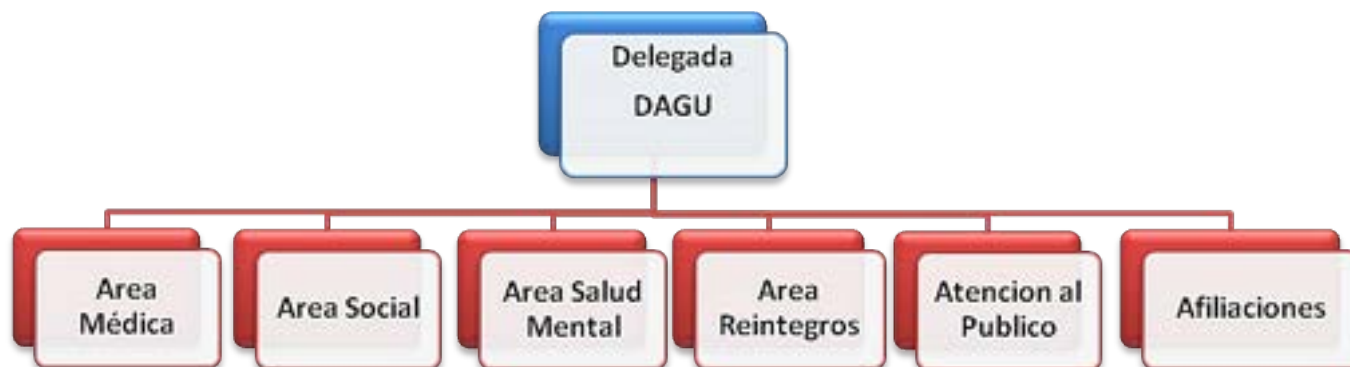 Delegada
DAGU
Area
Médica
Area Social
Area Salud
Mental
Area
Reintegros
Atencion al
Publico
Afiliaciones